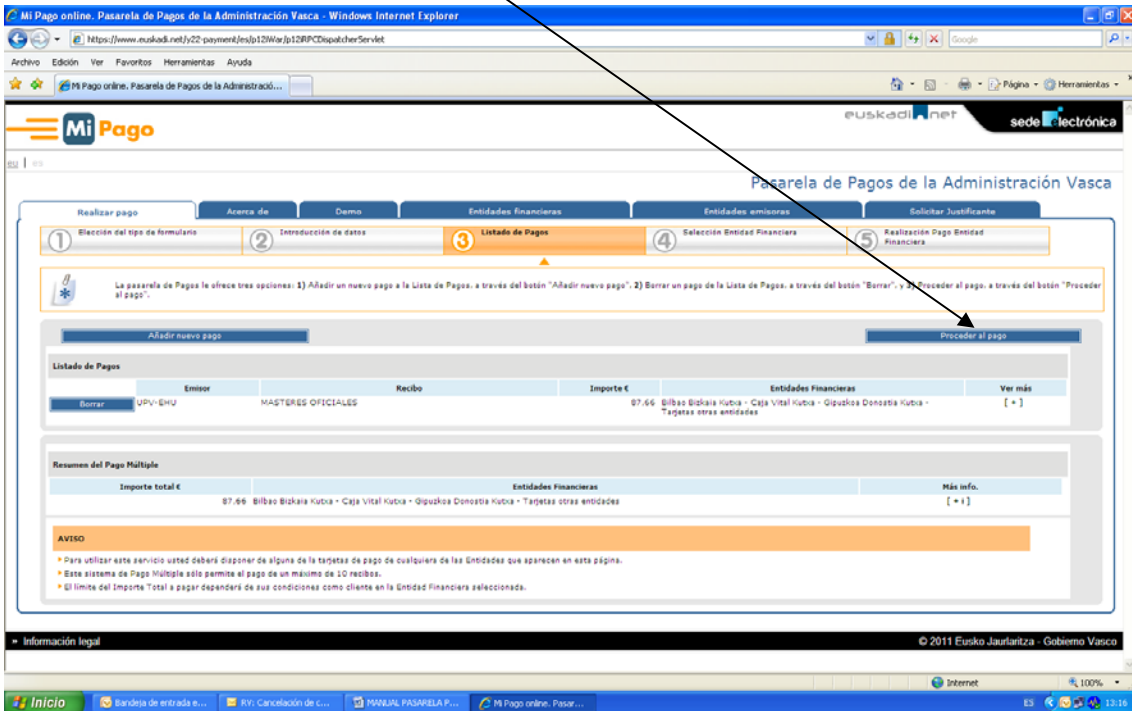 Mi Pago online. Pasarela de Pagos de la Administración Vasca - Windows Internet Explorer
https://www.euskadi.net/y22-payment/es/p12iWar/p12iRPCDispatcherServlet
Google
Archivo Edición Ver Favoritos Herramientas Ayuda
Mi Pago online. Pasarela de Pagos de la Administració...
Página Herramientas
Mi Pago
euskadi.net
sede electrónica
eu | es
Pasarela de Pagos de la Administración Vasca
Realizar pago Acerca de Demo Entidades financieras Entidades emisoras Solicitar Justificante
1 Elección del tipo de formulario 2 Introducción de datos 3 Listado de Pagos 4 Selección Entidad Financiera 5 Realización Pago Entidad
Financiera
La pasarela de Pagos le ofrece tres opciones: 1) Añadir un nuevo pago a la Lista de Pagos, a través del botón "Añadir nuevo pago". 2) Borrar un pago de la Lista de Pagos, a través del botón "Borrar". y 3) Proceder al pago, a través del botón "Proceder
al pago".
Añadir nuevo pago Proceder al pago
Listado de Pagos
Emisor Recibo Importe € Entidades Financieras Ver más
Borrar UPV-EHU MASTERES OFICIALES 87.66 Bilbao Bizkaia Kutxa - Caja Vital Kutxa - Gipuzkoa Donostia Kutxa - [ + ]
Tarjetas otras entidades
Resumen del Pago Múltiple
Importe total € Entidades Financieras Más info.
87.66 Bilbao Bizkaia Kutxa - Caja Vital Kutxa - Gipuzkoa Donostia Kutxa - Tarjetas otras entidades [ + i ]
AVISO
Para utilizar este servicio usted deberá disponer de alguna de la tarjetas de pago de cualquiera de las Entidades que aparecen en esta página.
Este sistema de Pago Múltiple sólo permite el pago de un máximo de 10 recibos.
El límite del Importe Total a pagar dependerá de sus condiciones como cliente en la Entidad Financiera seleccionada.
» Información legal © 2011 Eusko Jaurlaritza - Gobierno Vasco
Internet 100%
Inicio Bandeja de entrada e... RV: Cancelación de c... MANUAL PASARELA P... Mi Pago online. Pasar... ES 13:16